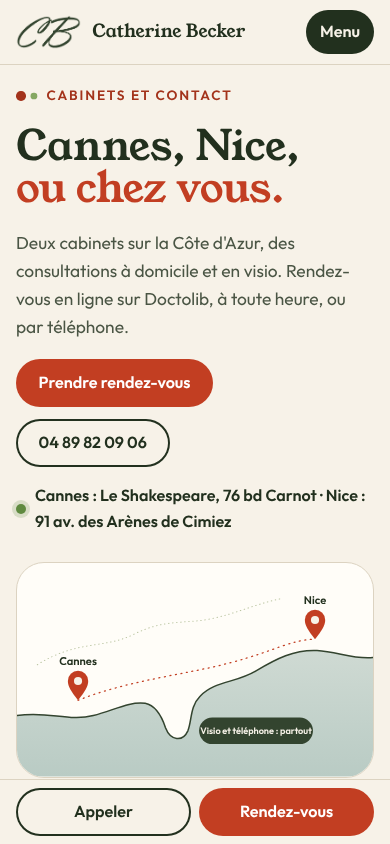 CB Catherine Becker
Menu
CABINETS ET CONTACT
Cannes, Nice,
ou chez vous.
Deux cabinets sur la Côte d'Azur, des
consultations à domicile et en visio. Rendez-
vous en ligne sur Doctolib, à toute heure, ou
par téléphone.
Prendre rendez-vous
04 89 82 09 06
Cannes : Le Shakespeare, 76 bd Carnot · Nice :
91 av. des Arènes de Cimiez
Nice
Cannes
Visio et téléphone : partout
Appeler
Rendez-vous